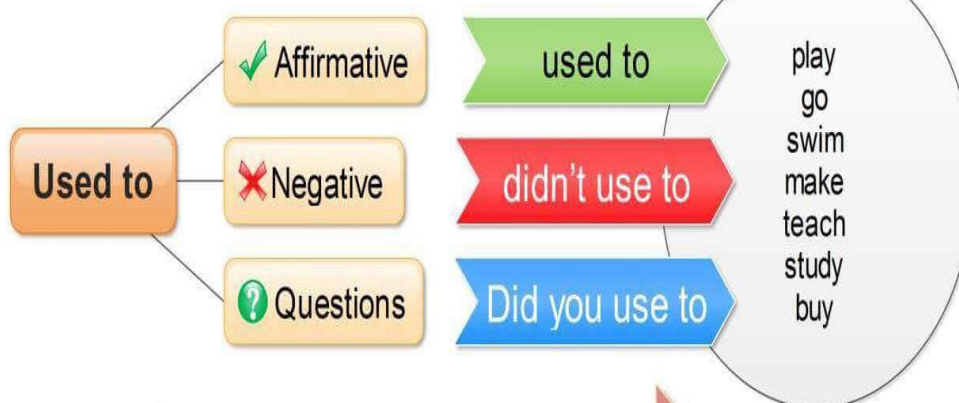 Used to
Affirmative
used to
Negative
didn't use to
Questions
Did you use to
play
go
swim
make
teach
study
buy